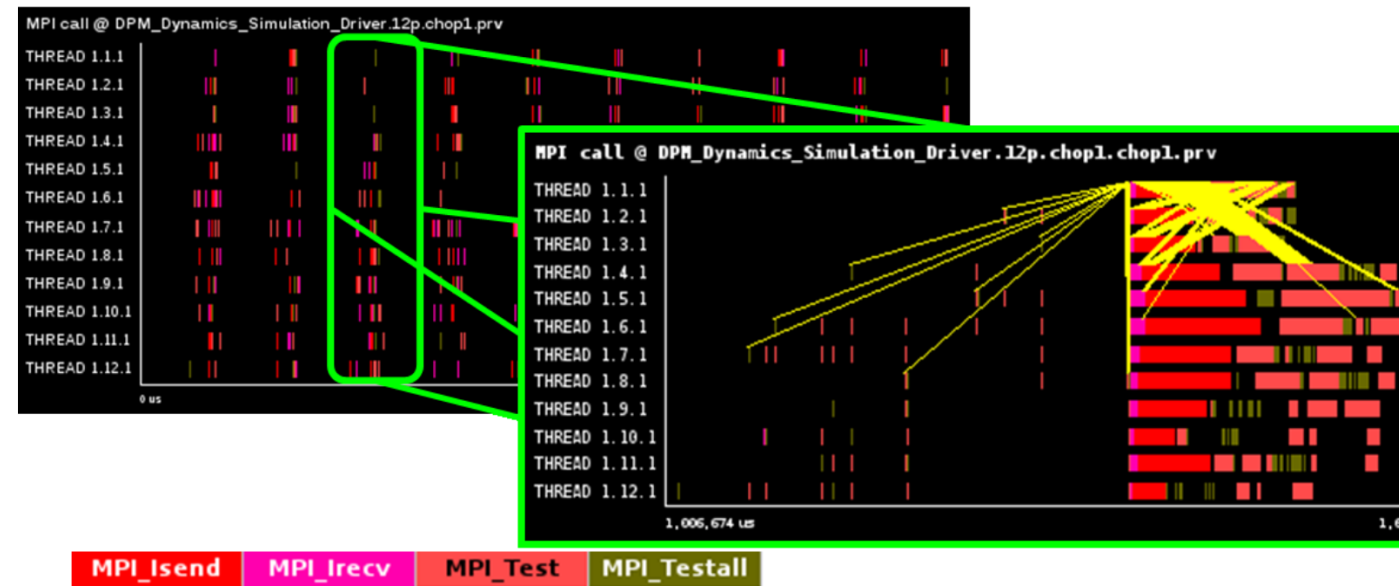 MPI call @ DPM_Dynamics_Simulation_Driver.12p.chop1.prv
THREAD 1.1.1
THREAD 1.2.1
THREAD 1.3.1
THREAD 1.4.1
THREAD 1.5.1
THREAD 1.6.1
THREAD 1.7.1
THREAD 1.8.1
THREAD 1.9.1
THREAD 1.10.1
THREAD 1.11.1
THREAD 1.12.1
0 us
MPI call @ DPM_Dynamics_Simulation_Driver.12p.chop1.chop1.prv
THREAD 1.1.1
THREAD 1.2.1
THREAD 1.3.1
THREAD 1.4.1
THREAD 1.5.1
THREAD 1.6.1
THREAD 1.7.1
THREAD 1.8.1
THREAD 1.9.1
THREAD 1.10.1
THREAD 1.11.1
THREAD 1.12.1
1,006,674 us
MPI_Isend MPI_Irecv MPI_Test MPI_Testall